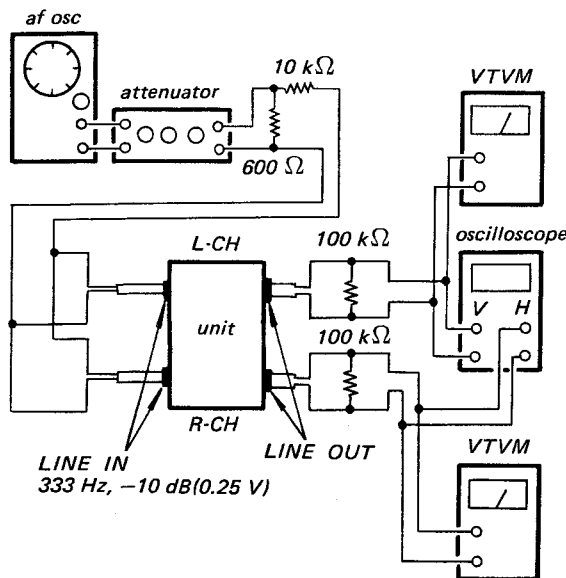 af osc
attenuator
10 kΩ
600 Ω
VTVM
L-CH
100 kΩ
oscilloscope
V H
unit
100 kΩ
R-CH
LINE IN
333 Hz, −10 dB(0.25 V)
LINE OUT
VTVM